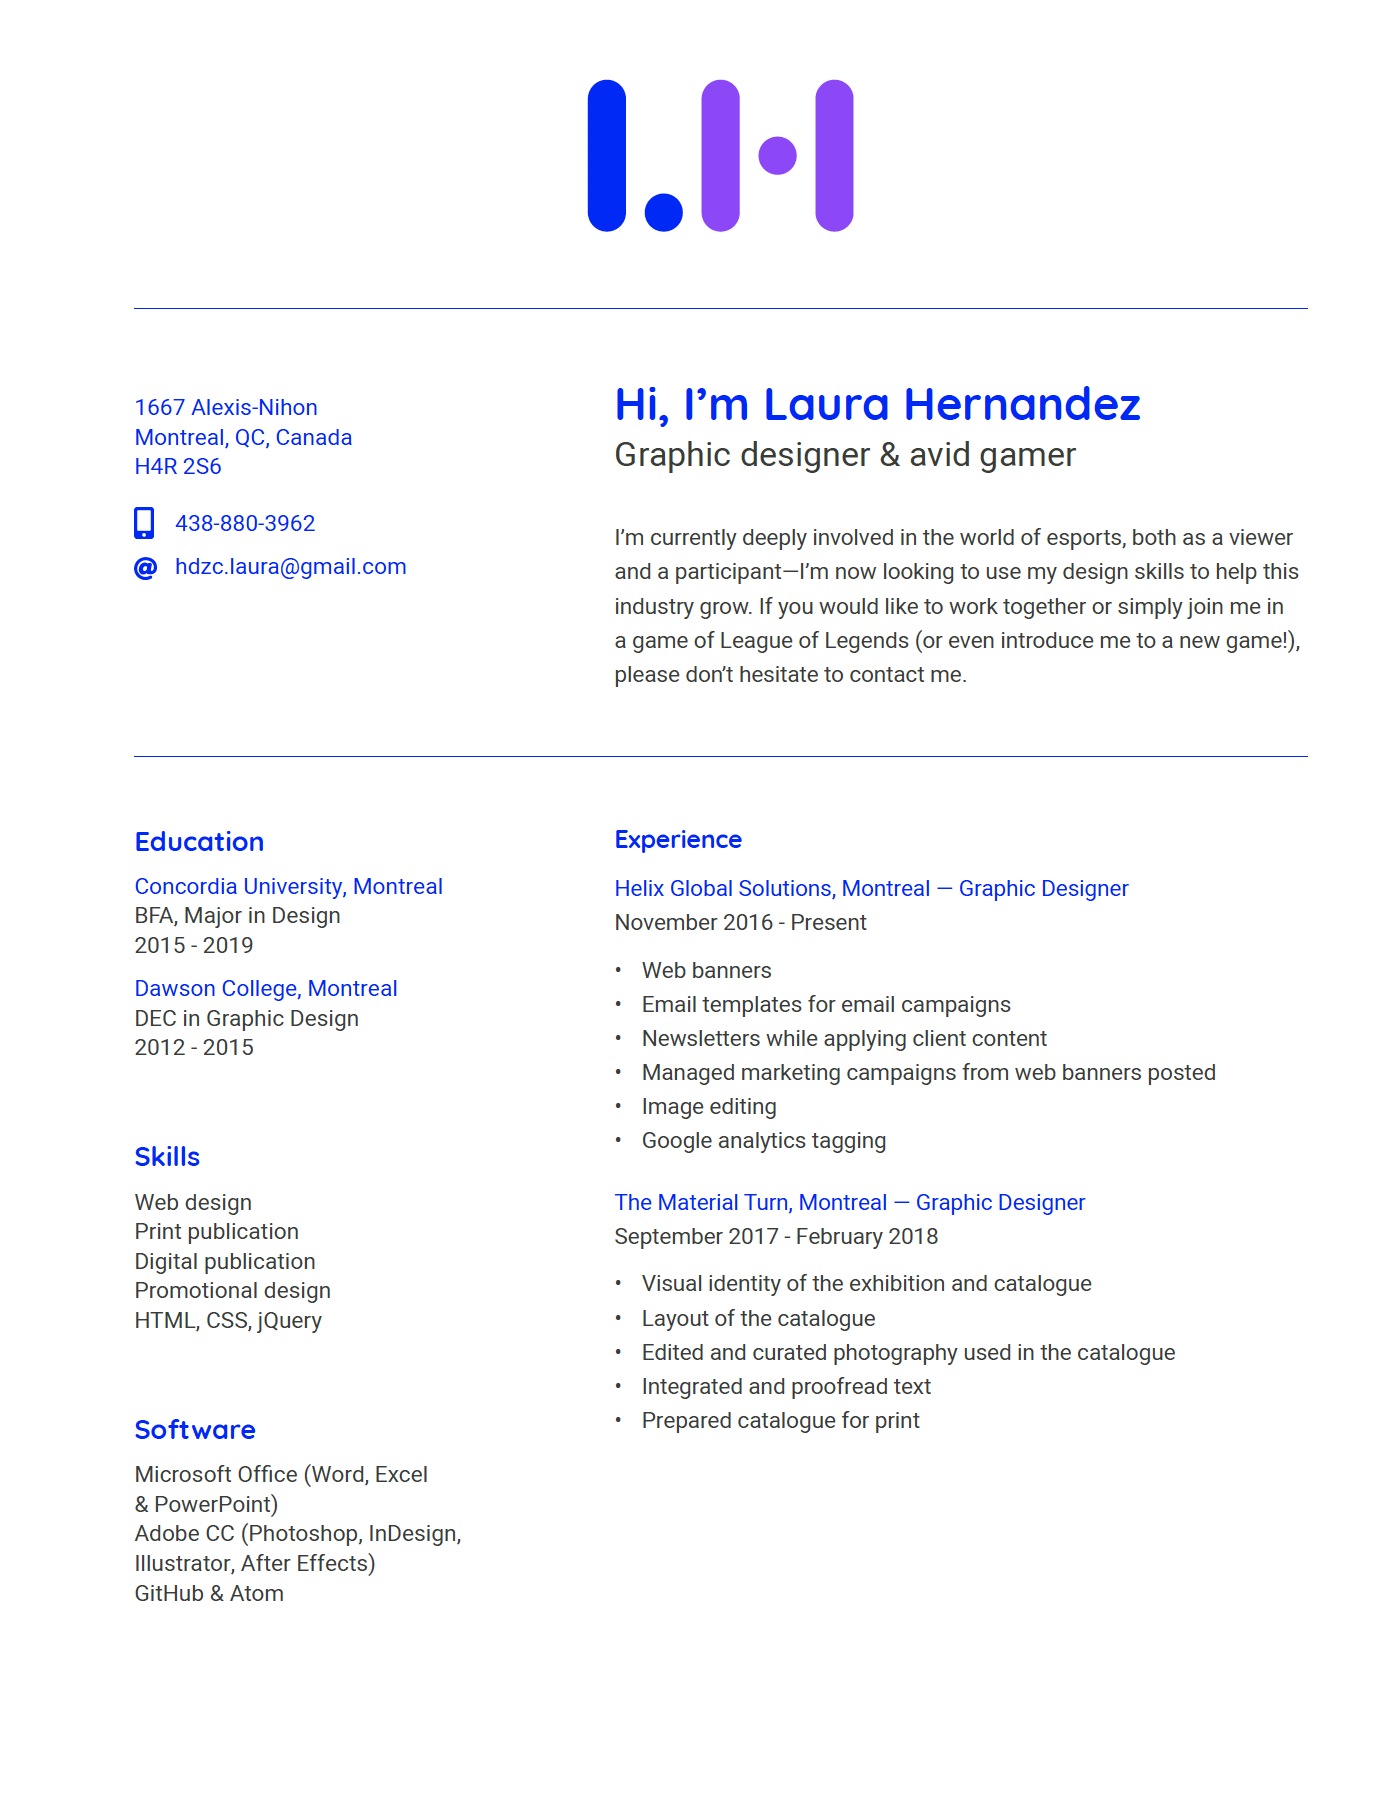 L.H
1667 Alexis-Nihon
Montreal, QC, Canada
H4R 2S6
438-880-3962
@ hdzc.laura@gmail.com
Hi, I’m Laura Hernandez
Graphic designer & avid gamer
I’m currently deeply involved in the world of esports, both as a viewer
and a participant—I’m now looking to use my design skills to help this
industry grow. If you would like to work together or simply join me in
a game of League of Legends (or even introduce me to a new game!),
please don’t hesitate to contact me.
Education
Concordia University, Montreal
BFA, Major in Design
2015 - 2019
Dawson College, Montreal
DEC in Graphic Design
2012 - 2015
Skills
Web design
Print publication
Digital publication
Promotional design
HTML, CSS, jQuery
Software
Microsoft Office (Word, Excel
& PowerPoint)
Adobe CC (Photoshop, InDesign,
Illustrator, After Effects)
GitHub & Atom
Experience
Helix Global Solutions, Montreal — Graphic Designer
November 2016 - Present
• Web banners
• Email templates for email campaigns
• Newsletters while applying client content
• Managed marketing campaigns from web banners posted
• Image editing
• Google analytics tagging
The Material Turn, Montreal — Graphic Designer
September 2017 - February 2018
• Visual identity of the exhibition and catalogue
• Layout of the catalogue
• Edited and curated photography used in the catalogue
• Integrated and proofread text
• Prepared catalogue for print